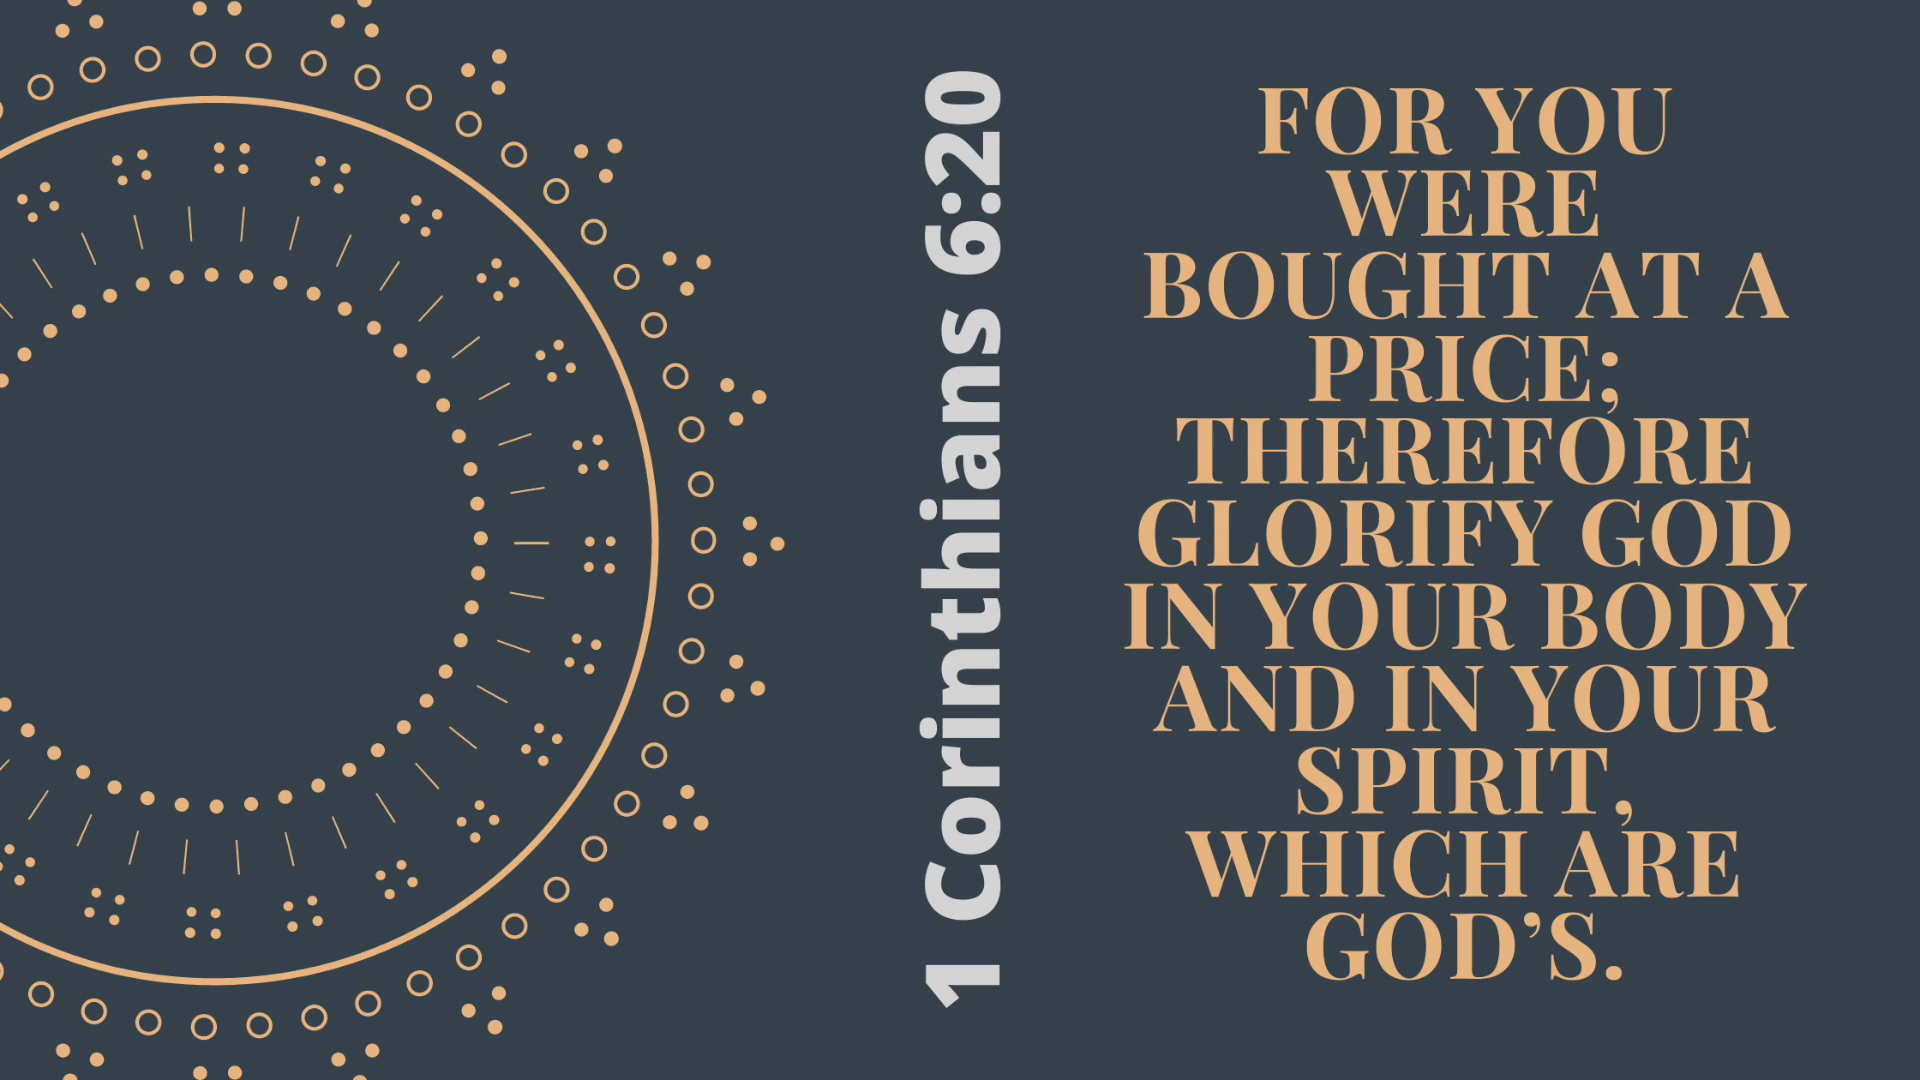 1 Corinthians 6:20
FOR YOU
WERE
BOUGHT AT A
PRICE;
THEREFORE
GLORIFY GOD
IN YOUR BODY
AND IN YOUR
SPIRIT,
WHICH ARE
GOD’S.